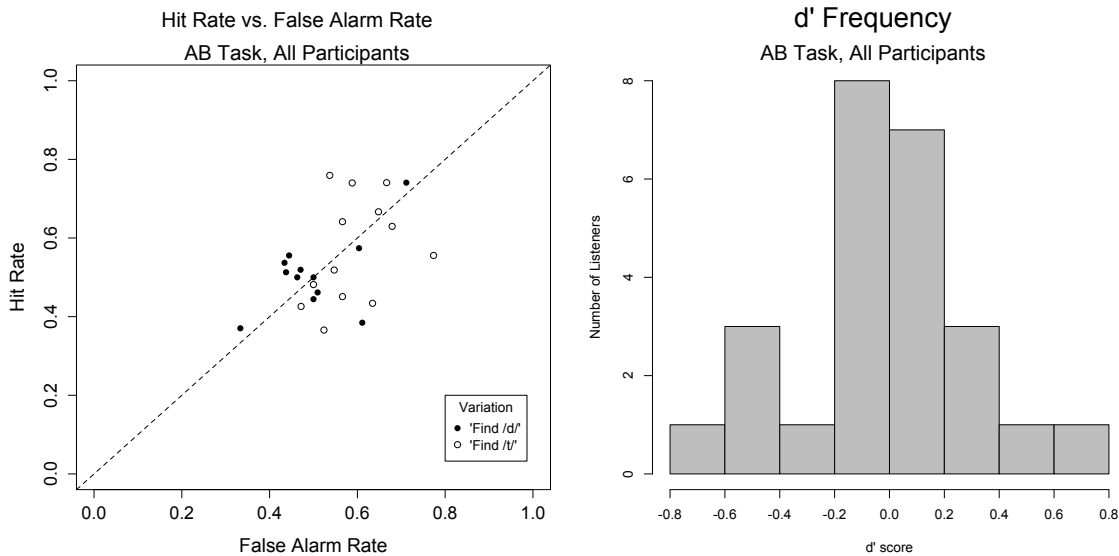 Hit Rate vs. False Alarm Rate
AB Task, All Participants
Hit Rate
1.0
0.8
0.6
0.4
0.2
0.0
0.0 0.2 0.4 0.6 0.8 1.0
False Alarm Rate
Variation
'Find /d/'
'Find /t/'
d' Frequency
AB Task, All Participants
Number of Listeners
8
6
4
2
0
-0.8 -0.6 -0.4 -0.2 0.0 0.2 0.4 0.6 0.8
d' score